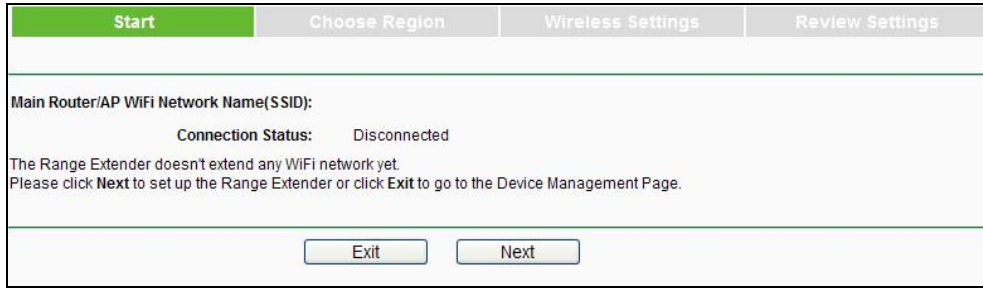 Start Choose Region Wireless Settings Review Settings
Main Router/AP WiFi Network Name(SSID):
Connection Status: Disconnected
The Range Extender doesn't extend any WiFi network yet.
Please click Next to set up the Range Extender or click Exit to go to the Device Management Page.
Exit Next